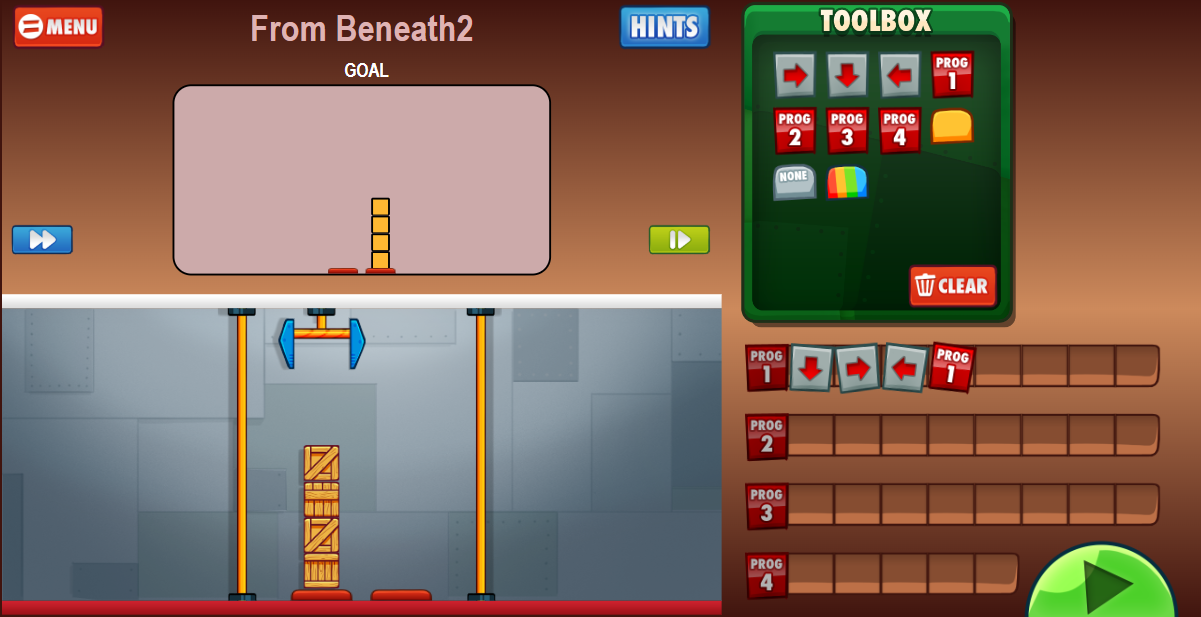 MENU
From Beneath2
HINTS
TOOLBOX
GOAL
PROG
1
PROG
2
PROG
3
PROG
4
NONE
CLEAR
PROG
1
PROG
1
PROG
2
PROG
3
PROG
4